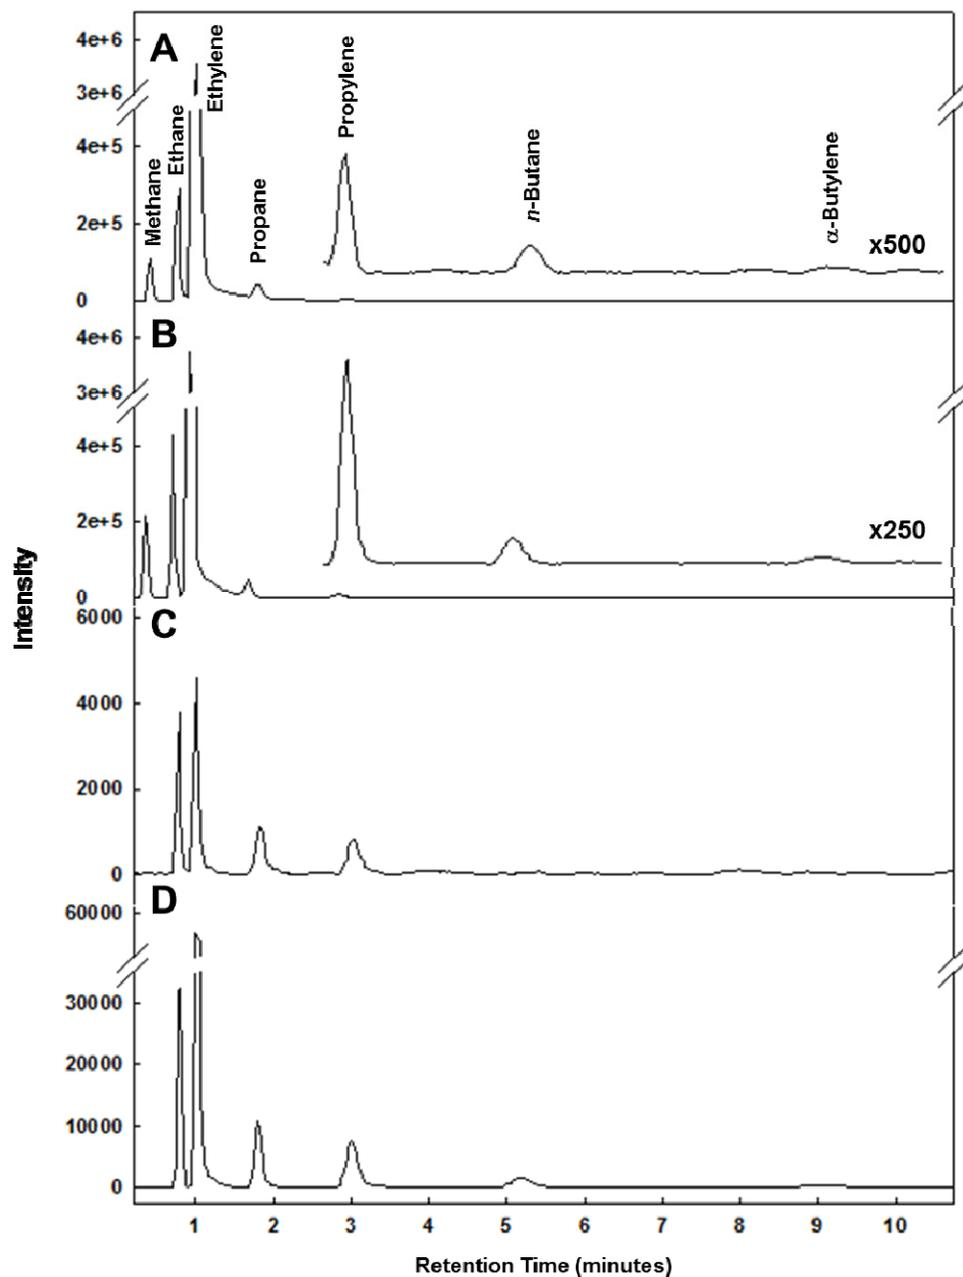 A
4e+6
3e+6
4e+5
2e+5
0
Methane
Ethane
Ethylene
Propane
Propylene
n-Butane
α-Butylene
x500
B
4e+6
3e+6
4e+5
2e+5
0
x250
C
6000
4000
2000
0
D
60000
30000
20000
10000
0
1 2 3 4 5 6 7 8 9 10
Retention Time (minutes)
Intensity